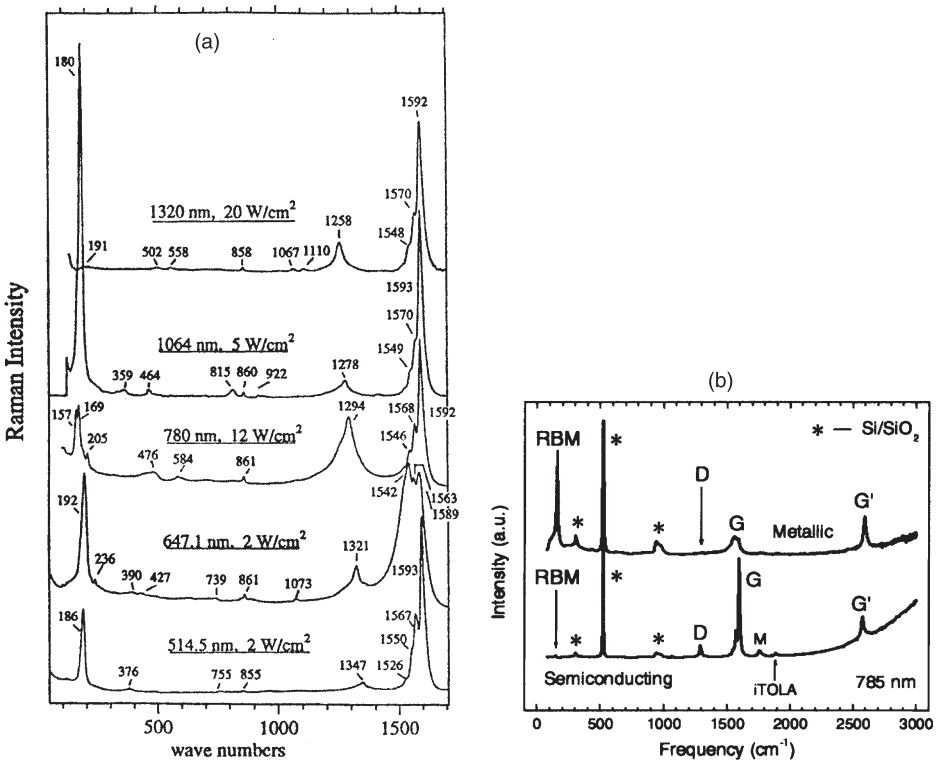 (a)
180
1592
1570
1320 nm, 20 W/cm2
1258
1548
191
502
558
858
1067
1110
1593
1570
1064 nm, 5 W/cm2
1549
1278
359
464
815
860
922
1294
1568
1592
157
169
780 nm, 12 W/cm2
205
1546
476
584
861
1542
1563
1589
192
647.1 nm, 2 W/cm2
1321
236
390
427
739
861
1073
1593
1567
186
514.5 nm, 2 W/cm2
1550
376
755
855
1347
1526
500
1000
1500
wave numbers
Raman Intensity
(b)
* — Si/SiO2
RBM
*
D
*
*
G
Metallic
G'
RBM
*
G
D
G'
*
*
M
Semiconducting
iTOLA
785 nm
0
500
1000
1500
2000
2500
3000
Frequency (cm-1)
Intensity (a.u.)